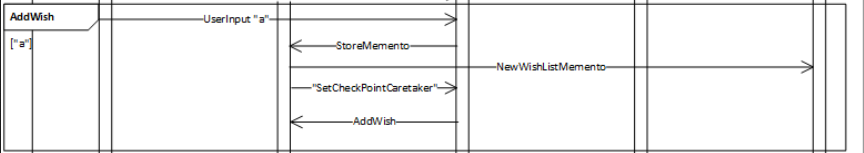 AddWish
UserInput "a"
["a"]
StoreMemento
NewWishListMemento
"SetCheckPointCaretaker"
AddWish